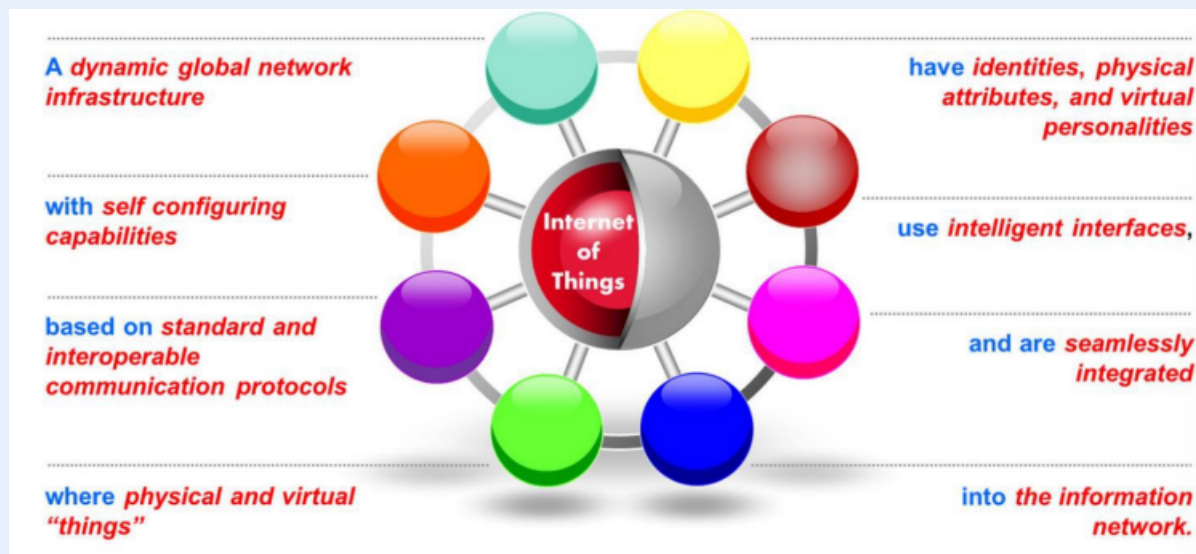 A dynamic global network
infrastructure
with self configuring
capabilities
based on standard and
interoperable
communication protocols
where physical and virtual
“things”
Internet
of
Things
have identities, physical
attributes, and virtual
personalities
use intelligent interfaces,
and are seamlessly
integrated
into the information
network.